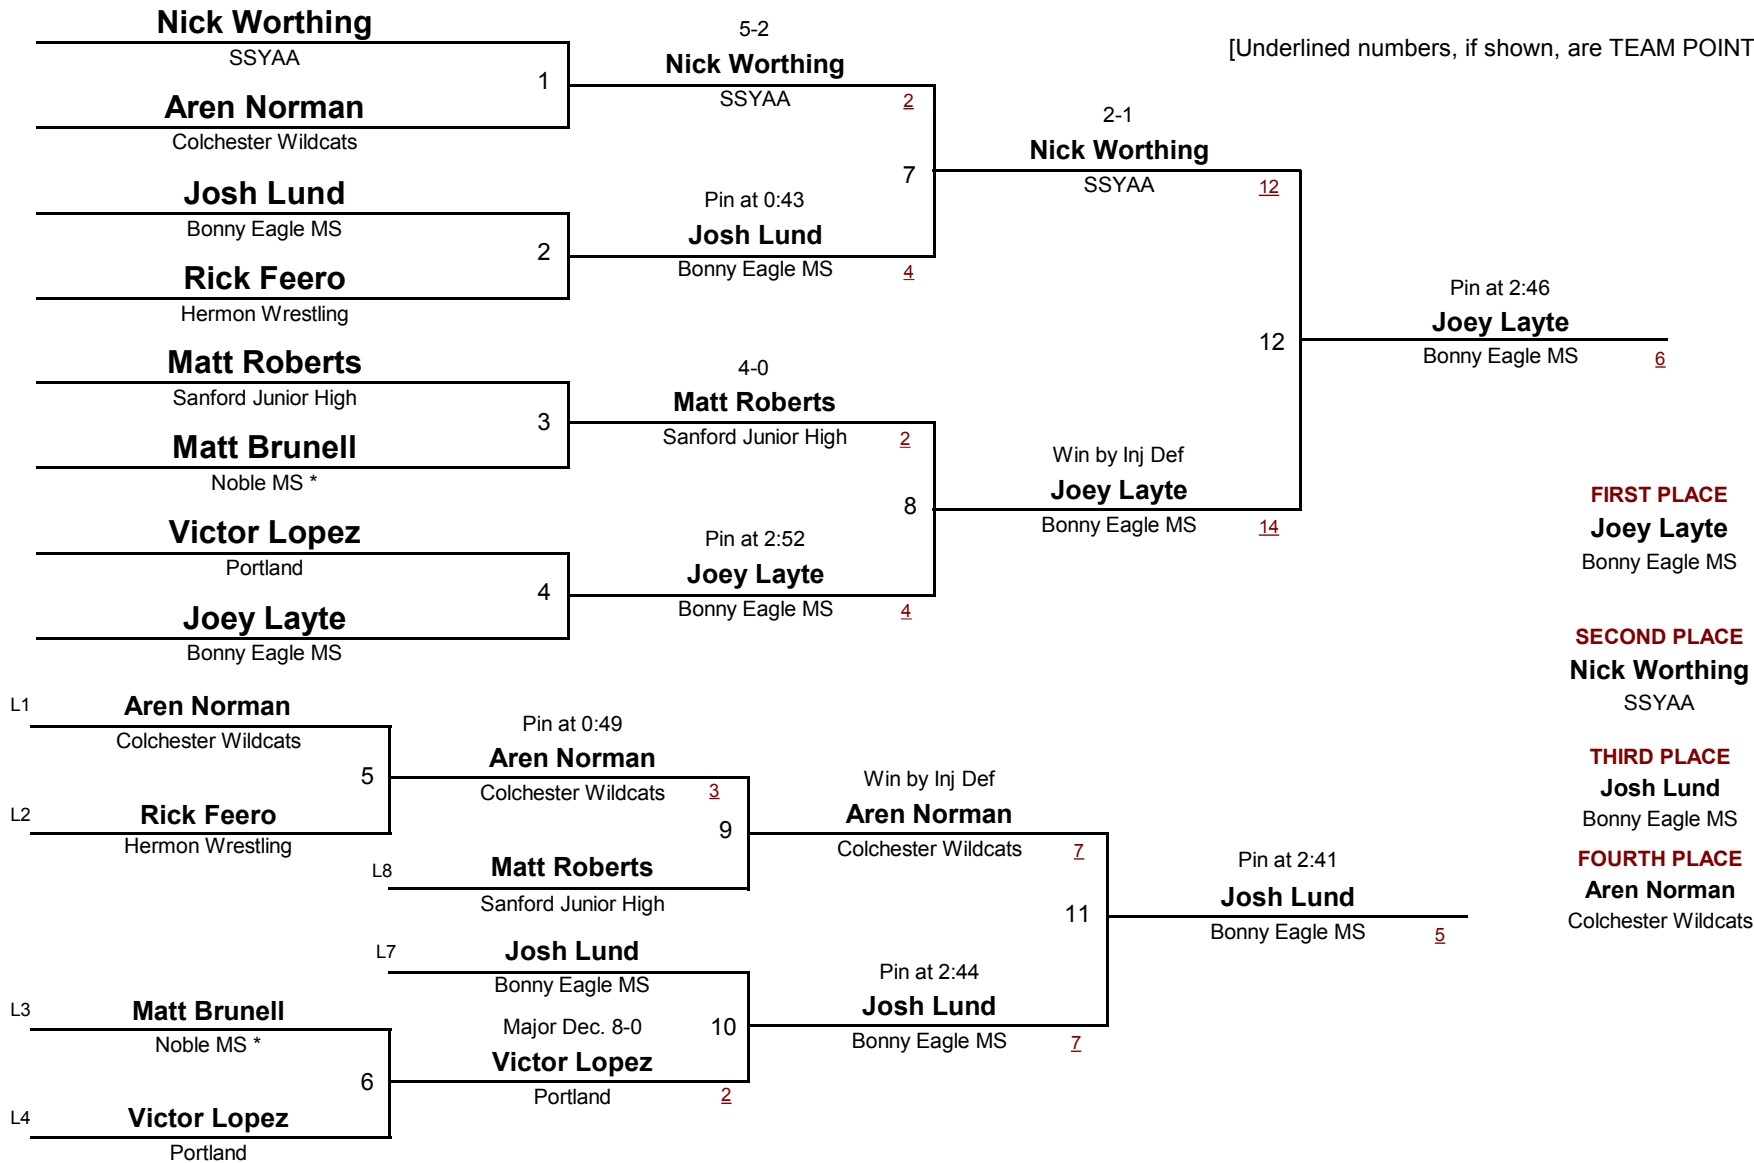 Nick Worthing
SSYAA
1
Aren Norman
Colchester Wildcats
Josh Lund
Bonny Eagle MS
2
Rick Feero
Hermon Wrestling
Matt Roberts
Sanford Junior High
3
Matt Brunell
Noble MS *
Victor Lopez
Portland
4
Joey Layte
Bonny Eagle MS
5-2
Nick Worthing
SSYAA
2
7
Pin at 0:43
Josh Lund
Bonny Eagle MS
4
4-0
Matt Roberts
Sanford Junior High
2
8
Pin at 2:52
Joey Layte
Bonny Eagle MS
4
[Underlined numbers, if shown, are TEAM POINT
2-1
Nick Worthing
SSYAA
12
12
Win by Inj Def
Joey Layte
Bonny Eagle MS
14
Pin at 2:46
Joey Layte
Bonny Eagle MS
6
L1
Aren Norman
Colchester Wildcats
5
L2
Rick Feero
Hermon Wrestling
Pin at 0:49
Aren Norman
Colchester Wildcats
3
9
L8
Matt Roberts
Sanford Junior High
L7
Josh Lund
Bonny Eagle MS
10
Major Dec. 8-0
Victor Lopez
Portland
2
L3
Matt Brunell
Noble MS *
6
L4
Victor Lopez
Portland
Win by Inj Def
Aren Norman
Colchester Wildcats
7
11
Pin at 2:44
Josh Lund
Bonny Eagle MS
7
Pin at 2:41
Josh Lund
Bonny Eagle MS
5
FIRST PLACE
Joey Layte
Bonny Eagle MS
SECOND PLACE
Nick Worthing
SSYAA
THIRD PLACE
Josh Lund
Bonny Eagle MS
FOURTH PLACE
Aren Norman
Colchester Wildcats